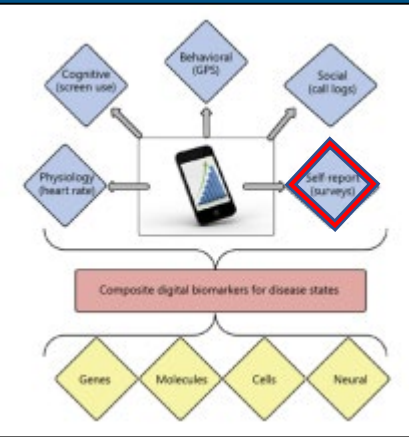 Behavioral
(GPS)
Cognitive
(screen use)
Social
(call logs)
Physiology
(heart rate)
Self-report
(surveys)
Composite digital biomarkers for disease states
Genes
Molecules
Cells
Neural